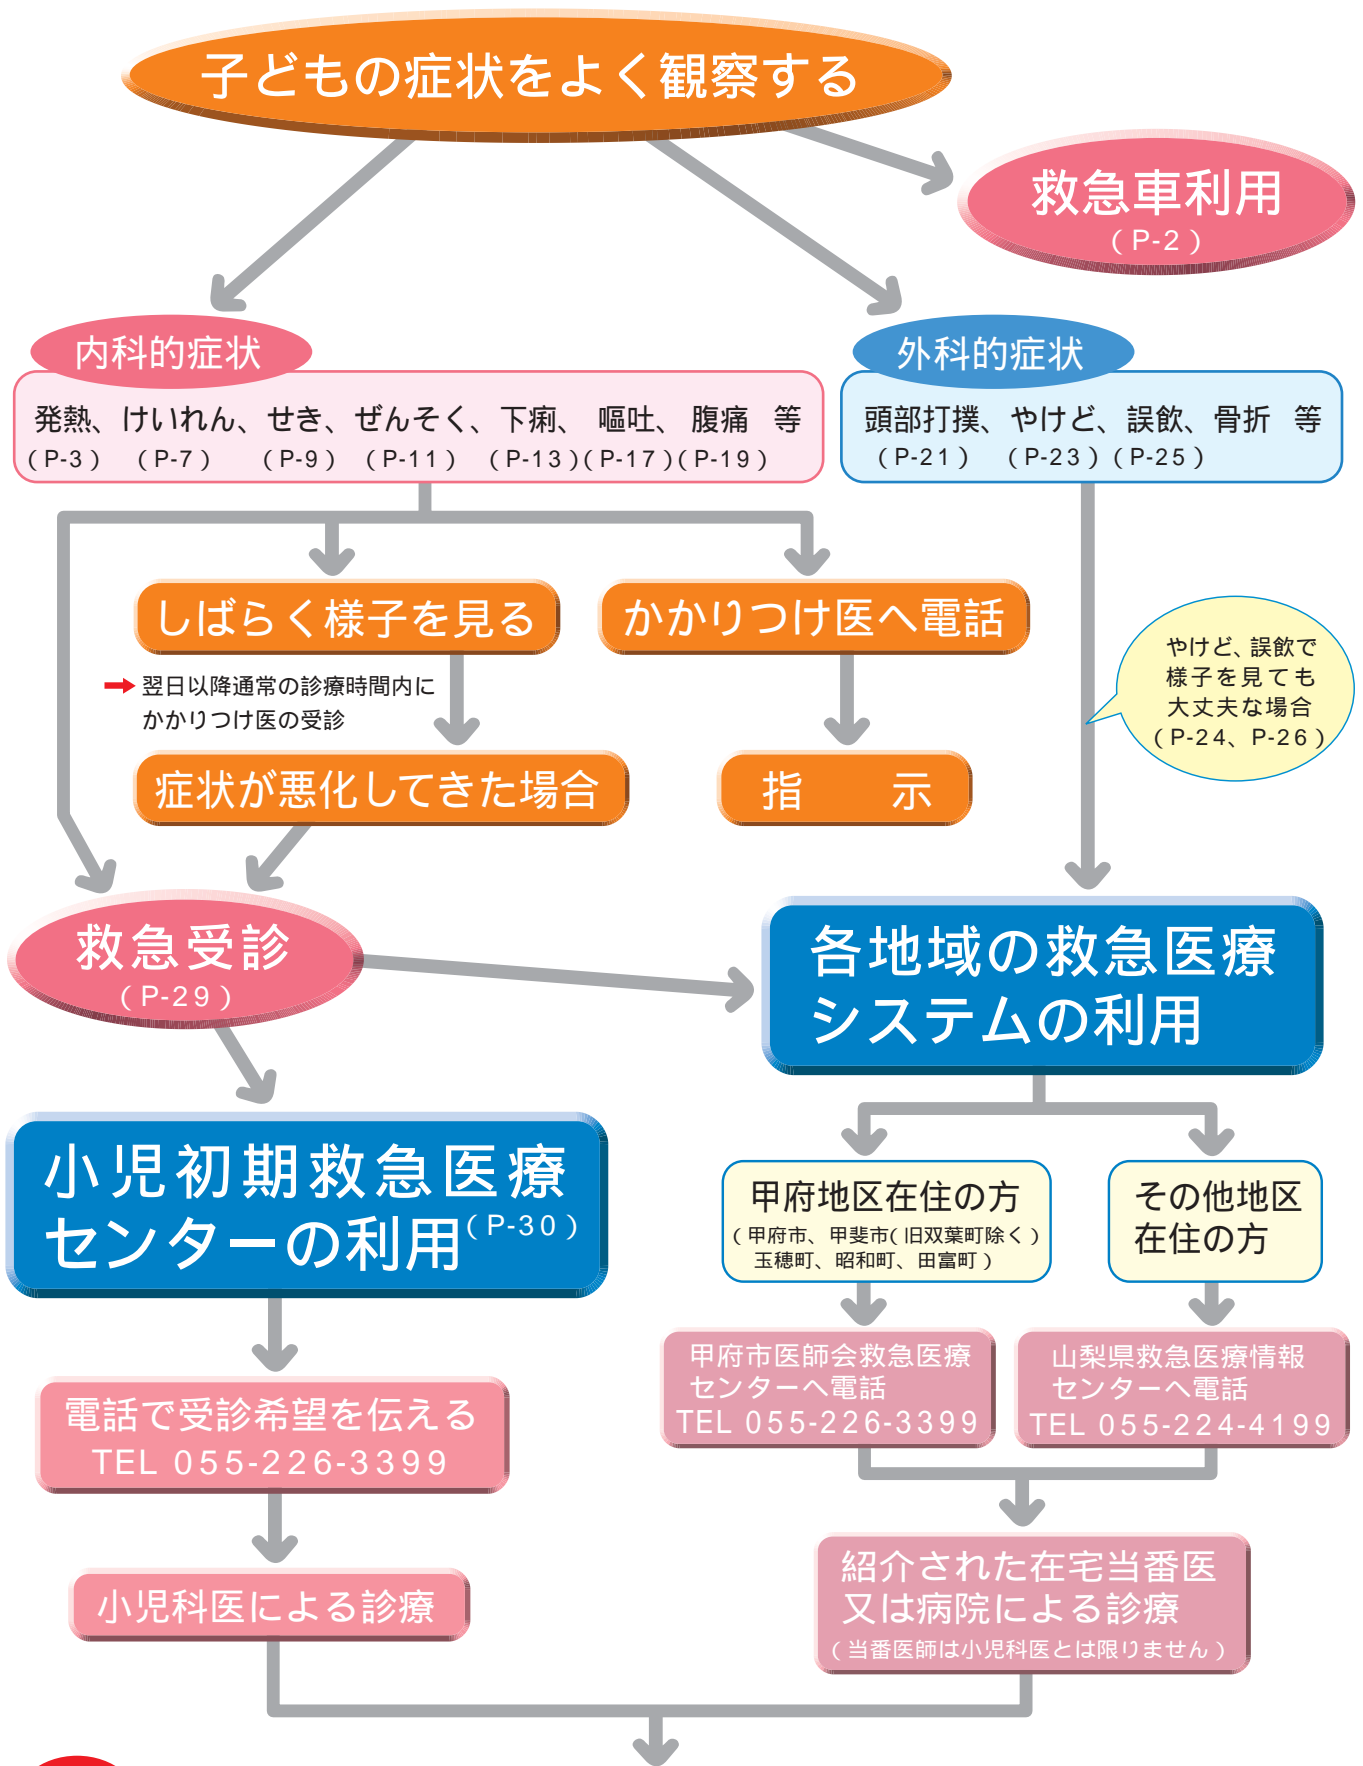 子どもの症状をよく観察する
救急車利用
（P-2）
内科的症状
発熱、けいれん、せき、ぜんそく、下痢、嘔吐、腹痛 等
（P-3）（P-7）（P-9）（P-11）（P-13）（P-17）（P-19）
外科的症状
頭部打撲、やけど、誤飲、骨折 等
（P-21）（P-23）（P-25）
しばらく様子を見る
かかりつけ医へ電話
翌日以降通常の診療時間内に
かかりつけ医の受診
やけど、誤飲で
様子を見ても
大丈夫な場合
（P-24、P-26）
症状が悪化してきた場合
指 示
救急受診
（P-29）
各地域の救急医療
システムの利用
小児初期救急医療
センターの利用（P-30）
甲府地区在住の方
（甲府市、甲斐市（旧双葉町除く）
玉穂町、昭和町、田富町）
その他地区
在住の方
甲府市医師会救急医療
センターへ電話
TEL 055-226-3399
山梨県救急医療情報
センターへ電話
TEL 055-224-4199
電話で受診希望を伝える
TEL 055-226-3399
小児科医による診療
紹介された在宅当番医
又は病院による診療
（当番医師は小児科医とは限りません）